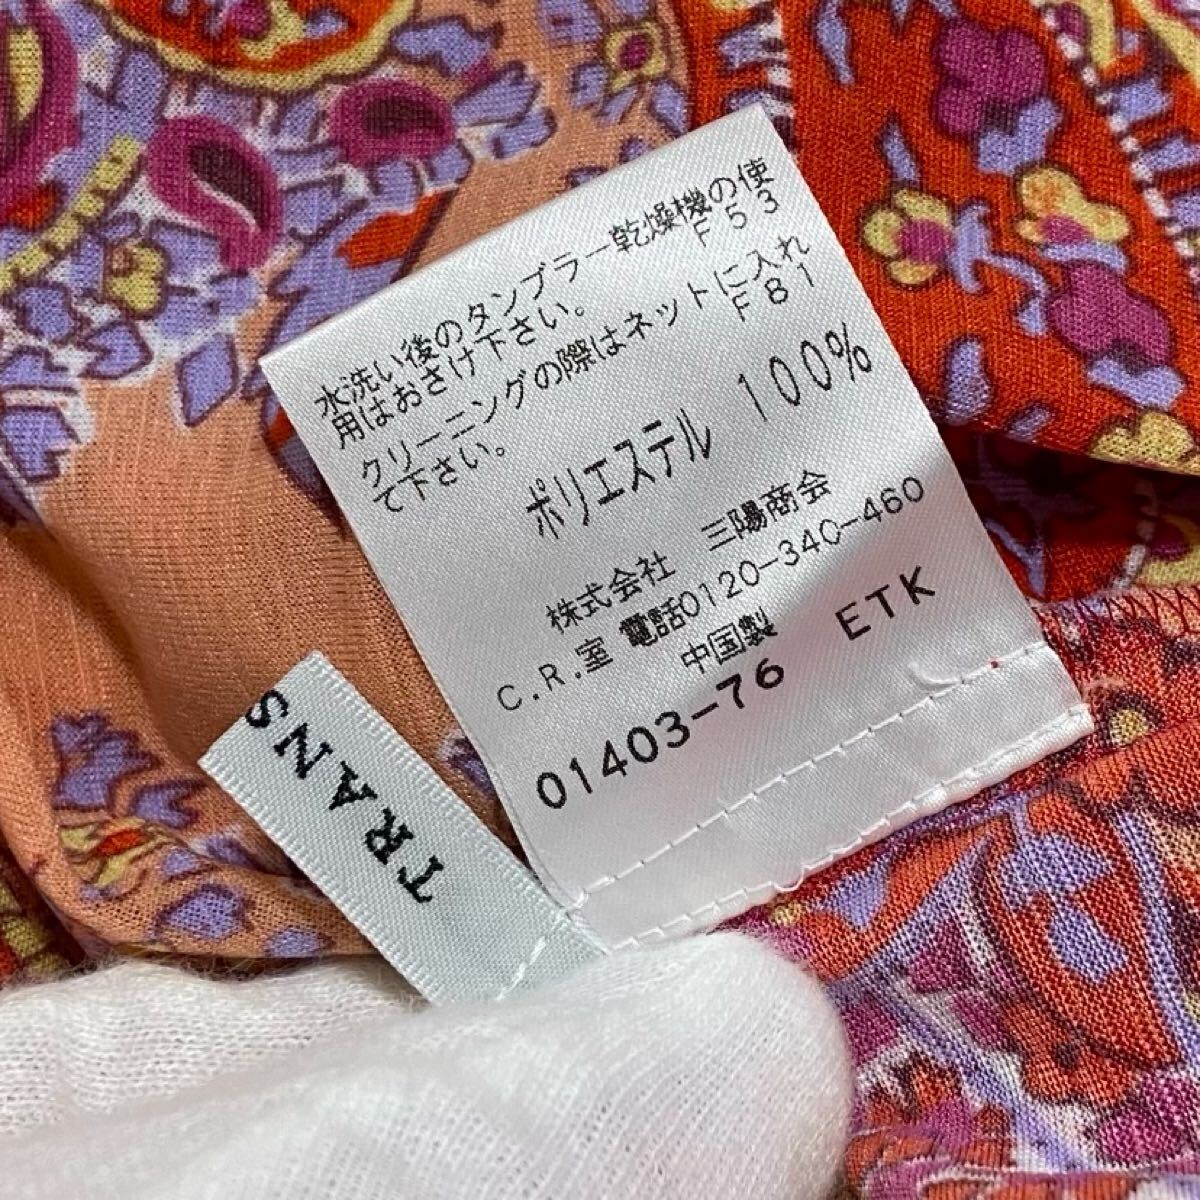 水洗い後のタンブラー乾燥機の使
用はおさけ下さい。 F53
クリーニングの際はネットに入れ
て下さい。 F81
ポリエステル 100%
株式会社 三陽商会
C.R.室 電話0120-340-460
中国製
01403-76 ETK
TRANS